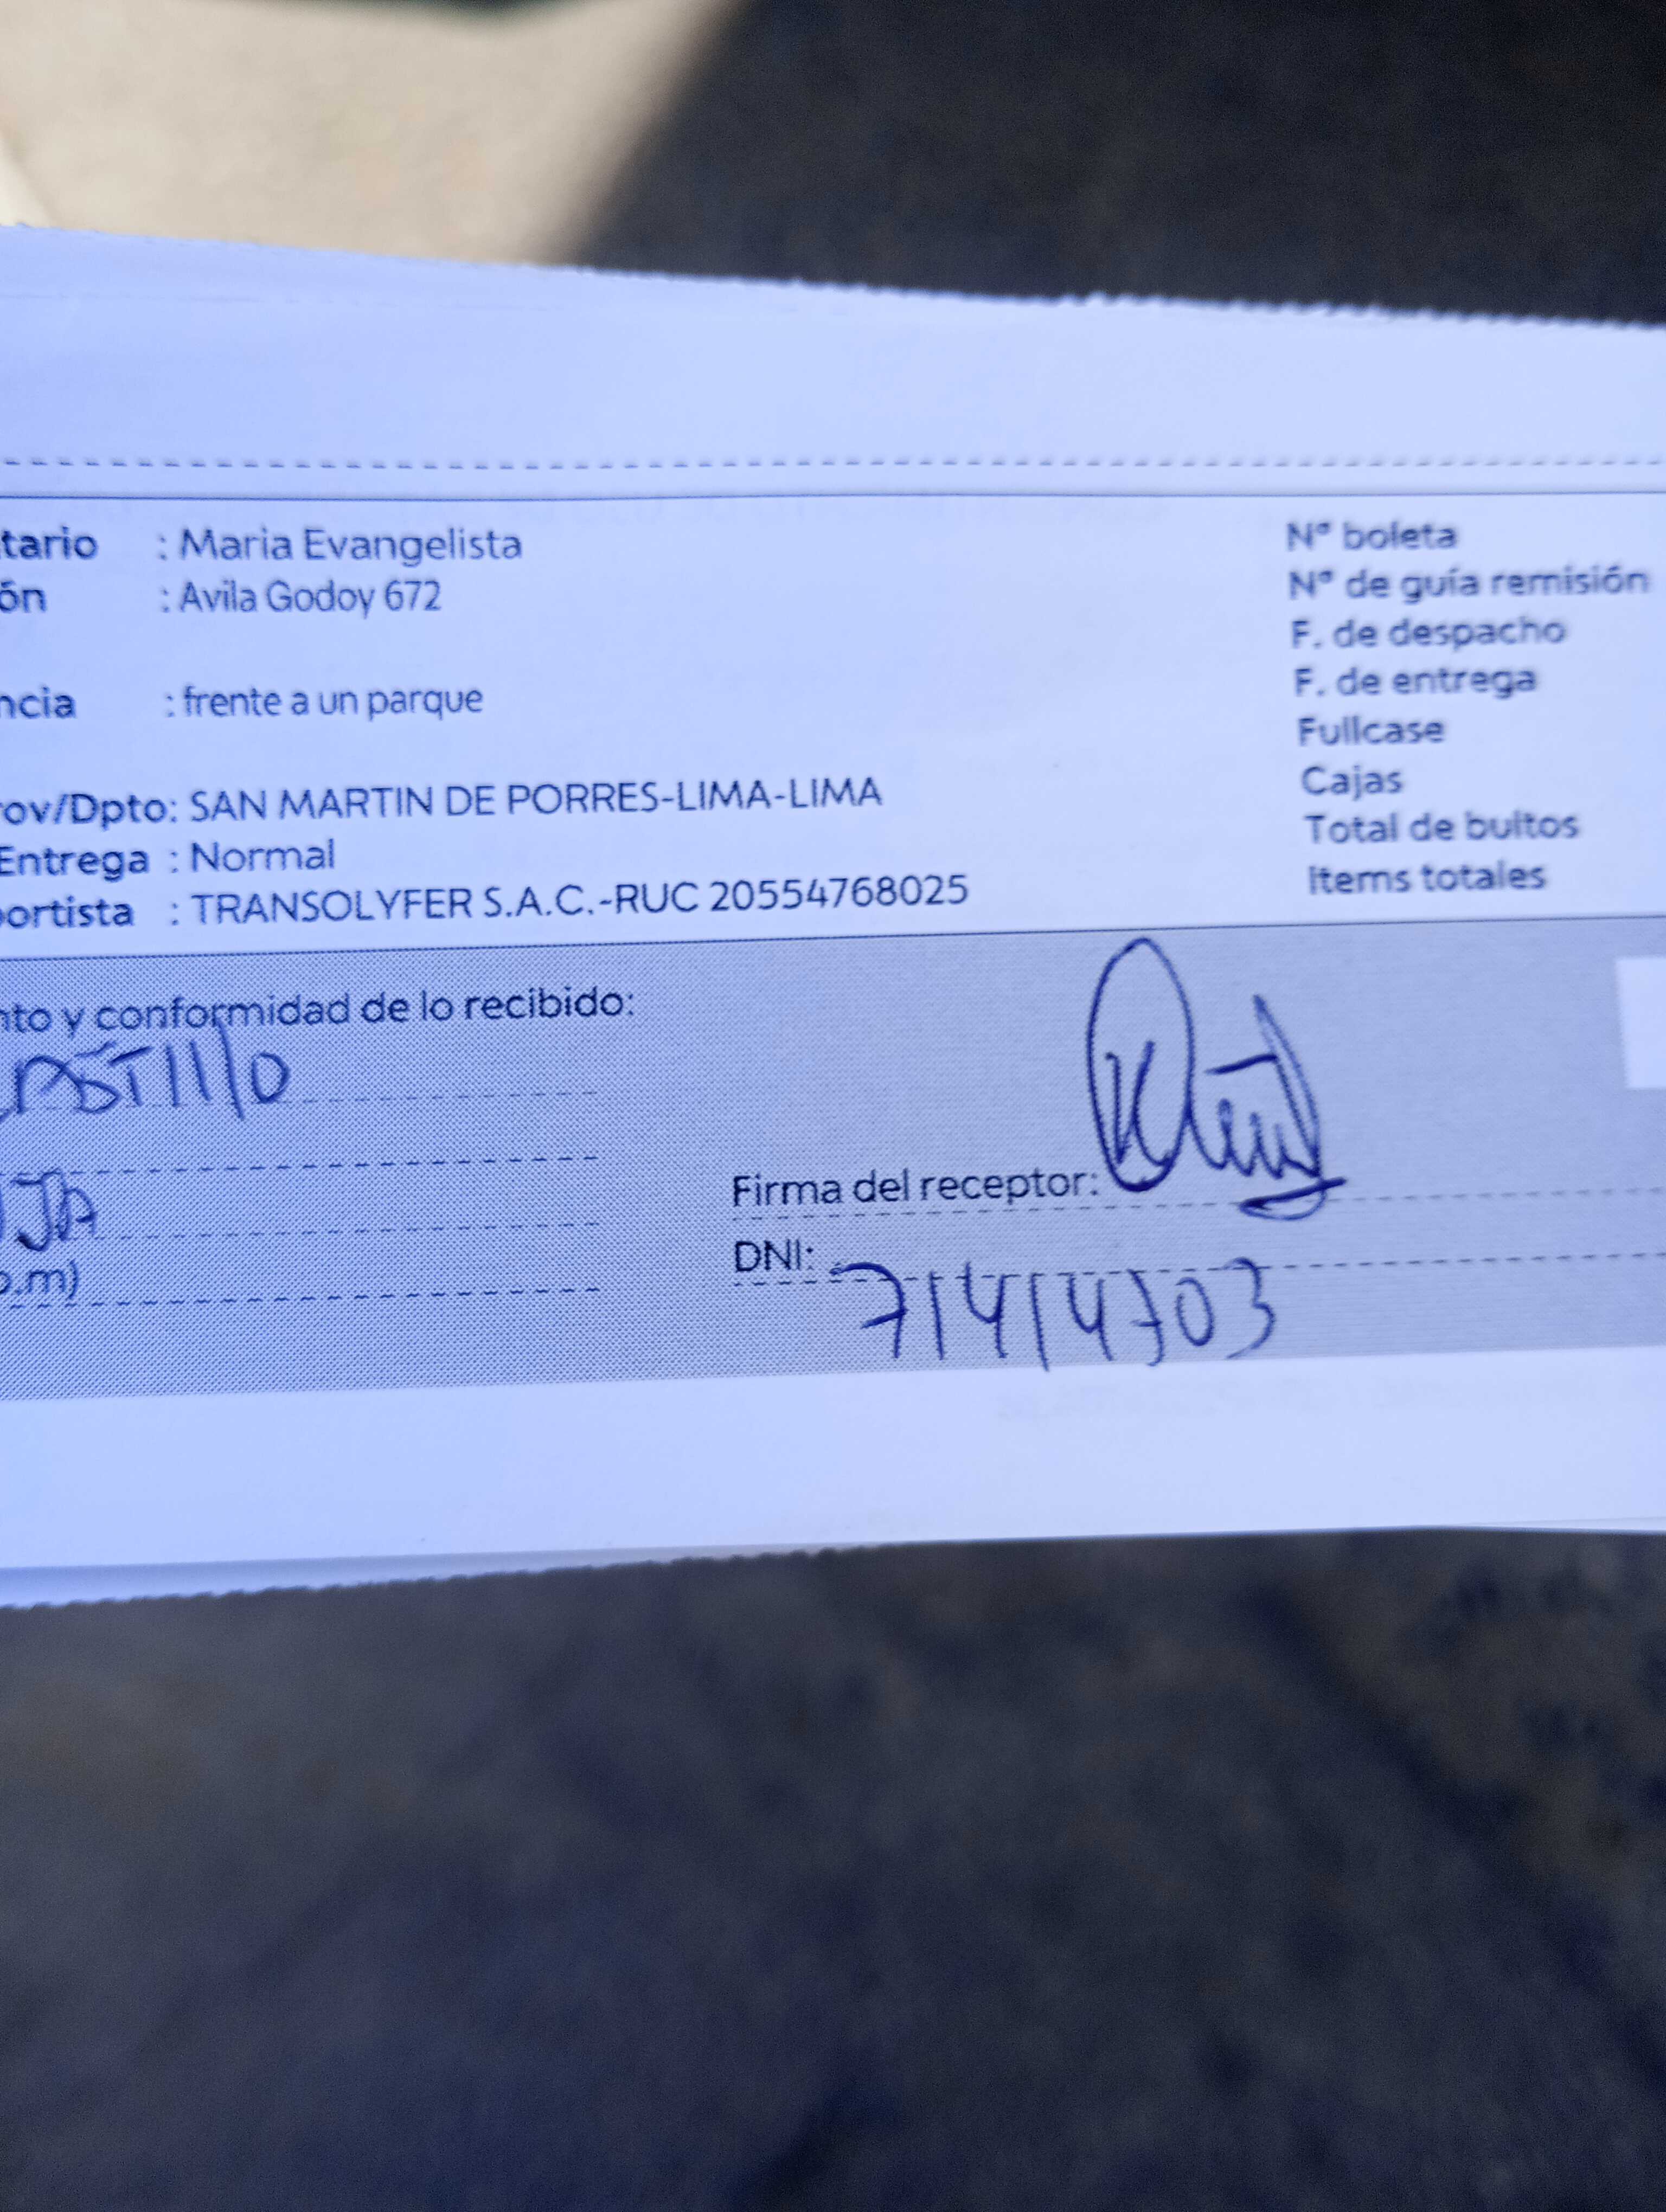 tario : Maria Evangelista
ón : Avila Godoy 672
ncia : frente a un parque
rov/Dpto: SAN MARTIN DE PORRES-LIMA-LIMA
Entrega : Normal
ortista : TRANSOLYFER S.A.C.-RUC 20554768025
N° boleta
N° de guía remisión
F. de despacho
F. de entrega
Fullcase
Cajas
Total de bultos
Items totales
nto y conformidad de lo recibido:
ASTIllO
JA
p.m)
Firma del receptor:
DNI: 71414703